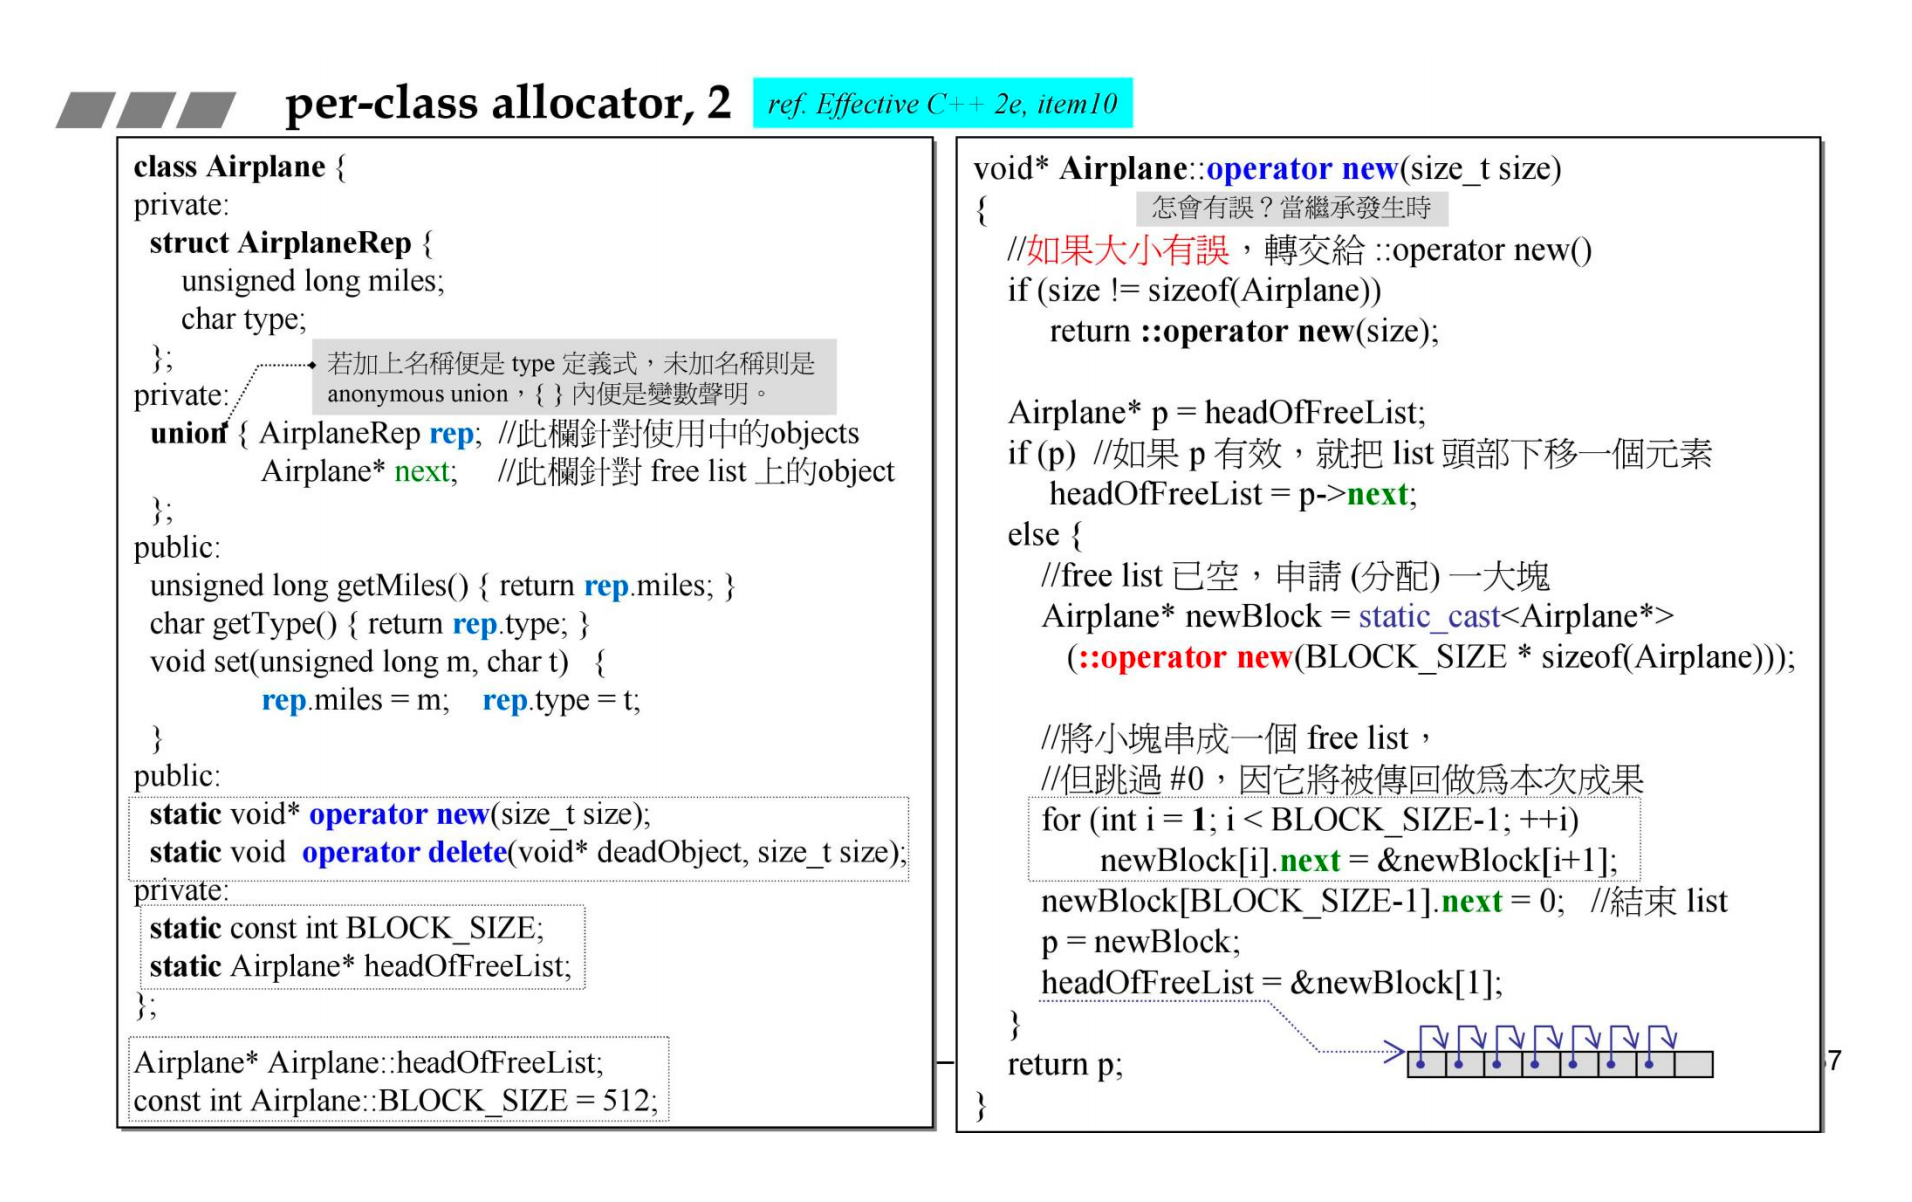 per-class allocator, 2
ref. Effective C++ 2e, item10
class Airplane {
private:
struct AirplaneRep {
unsigned long miles;
char type;
};
若加上名稱便是 type 定義式，未加名稱則是
anonymous union，{ } 內便是變數聲明。
private:
union { AirplaneRep rep; //此欄針對使用中的objects
Airplane* next; //此欄針對 free list 上的object
};
public:
unsigned long getMiles() { return rep.miles; }
char getType() { return rep.type; }
void set(unsigned long m, char t) {
rep.miles = m; rep.type = t;
}
public:
static void* operator new(size_t size);
static void operator delete(void* deadObject, size_t size);
private:
static const int BLOCK_SIZE;
static Airplane* headOfFreeList;
};
Airplane* Airplane::headOfFreeList;
const int Airplane::BLOCK_SIZE = 512;
void* Airplane::operator new(size_t size)
{
怎會有誤？當繼承發生時
//如果大小有誤，轉交給 ::operator new()
if (size != sizeof(Airplane))
return ::operator new(size);
Airplane* p = headOfFreeList;
if (p) //如果 p 有效，就把 list 頭部下移一個元素
headOfFreeList = p->next;
else {
//free list 已空，申請 (分配) 一大塊
Airplane* newBlock = static_cast<Airplane*>
(::operator new(BLOCK_SIZE * sizeof(Airplane)));
//將小塊串成一個 free list，
//但跳過 #0，因它將被傳回做為本次成果
for (int i = 1; i < BLOCK_SIZE-1; ++i)
newBlock[i].next = &newBlock[i+1];
newBlock[BLOCK_SIZE-1].next = 0; //結束 list
p = newBlock;
headOfFreeList = &newBlock[1];
}
return p;
}
7